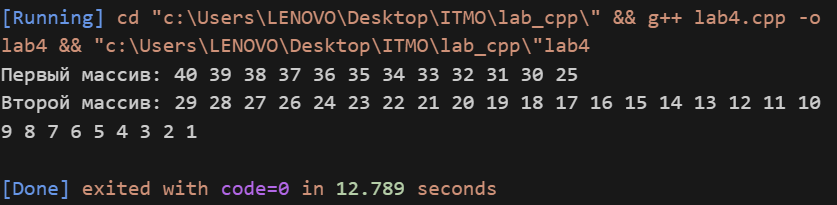 [Running] cd "c:\Users\LENOVO\Desktop\ITMO\lab_cpp\" && g++ lab4.cpp -o
lab4 && "c:\Users\LENOVO\Desktop\ITMO\lab_cpp\"lab4
Первый массив: 40 39 38 37 36 35 34 33 32 31 30 25
Второй массив: 29 28 27 26 24 23 22 21 20 19 18 17 16 15 14 13 12 11 10
9 8 7 6 5 4 3 2 1
[Done] exited with code=0 in 12.789 seconds